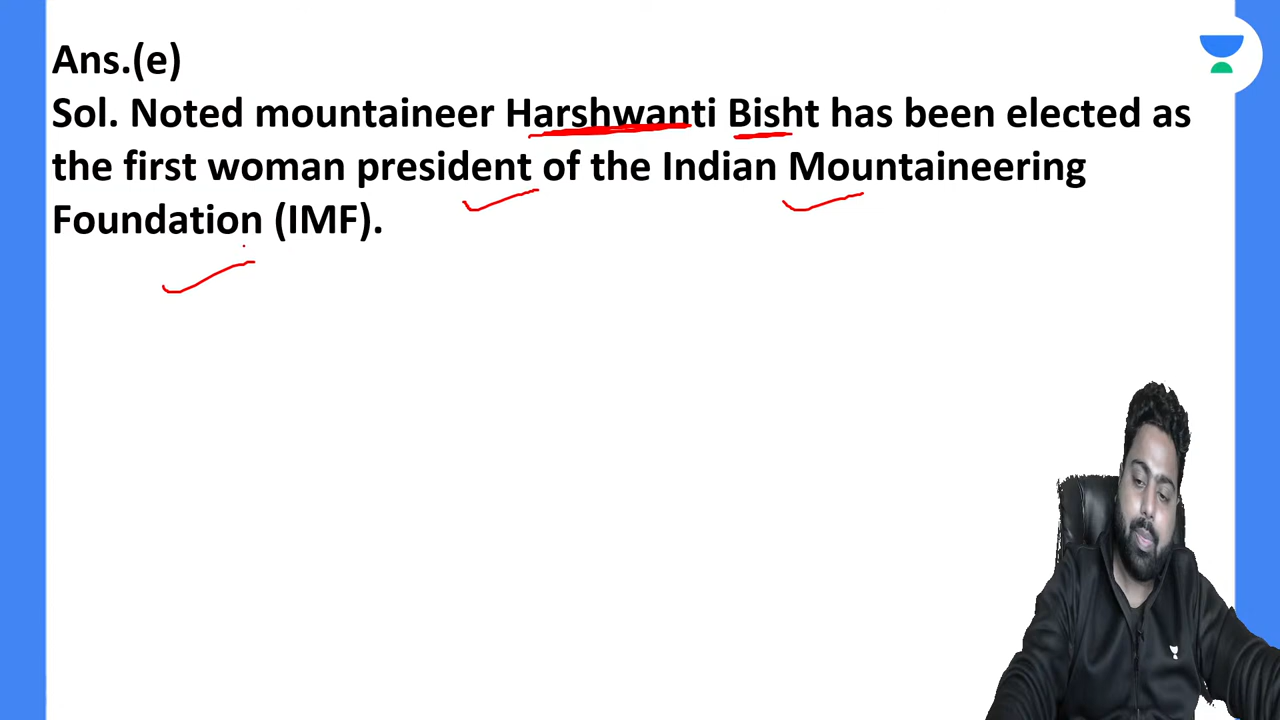 Ans.(e)
Sol. Noted mountaineer Harshwanti Bisht has been elected as
the first woman president of the Indian Mountaineering
Foundation (IMF).